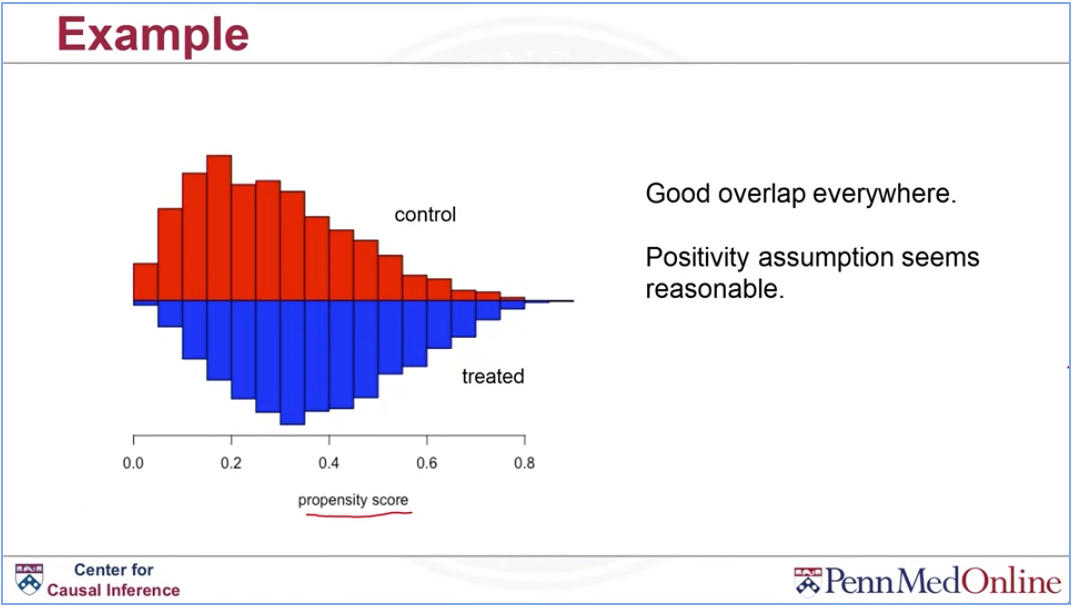 Example
control
Good overlap everywhere.
Positivity assumption seems
reasonable.
treated
0.0 0.2 0.4 0.6 0.8
propensity score
Center for
Causal Inference
PennMedOnline